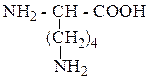 NH₂-CH-COOH
(CH₂)₄
NH₂